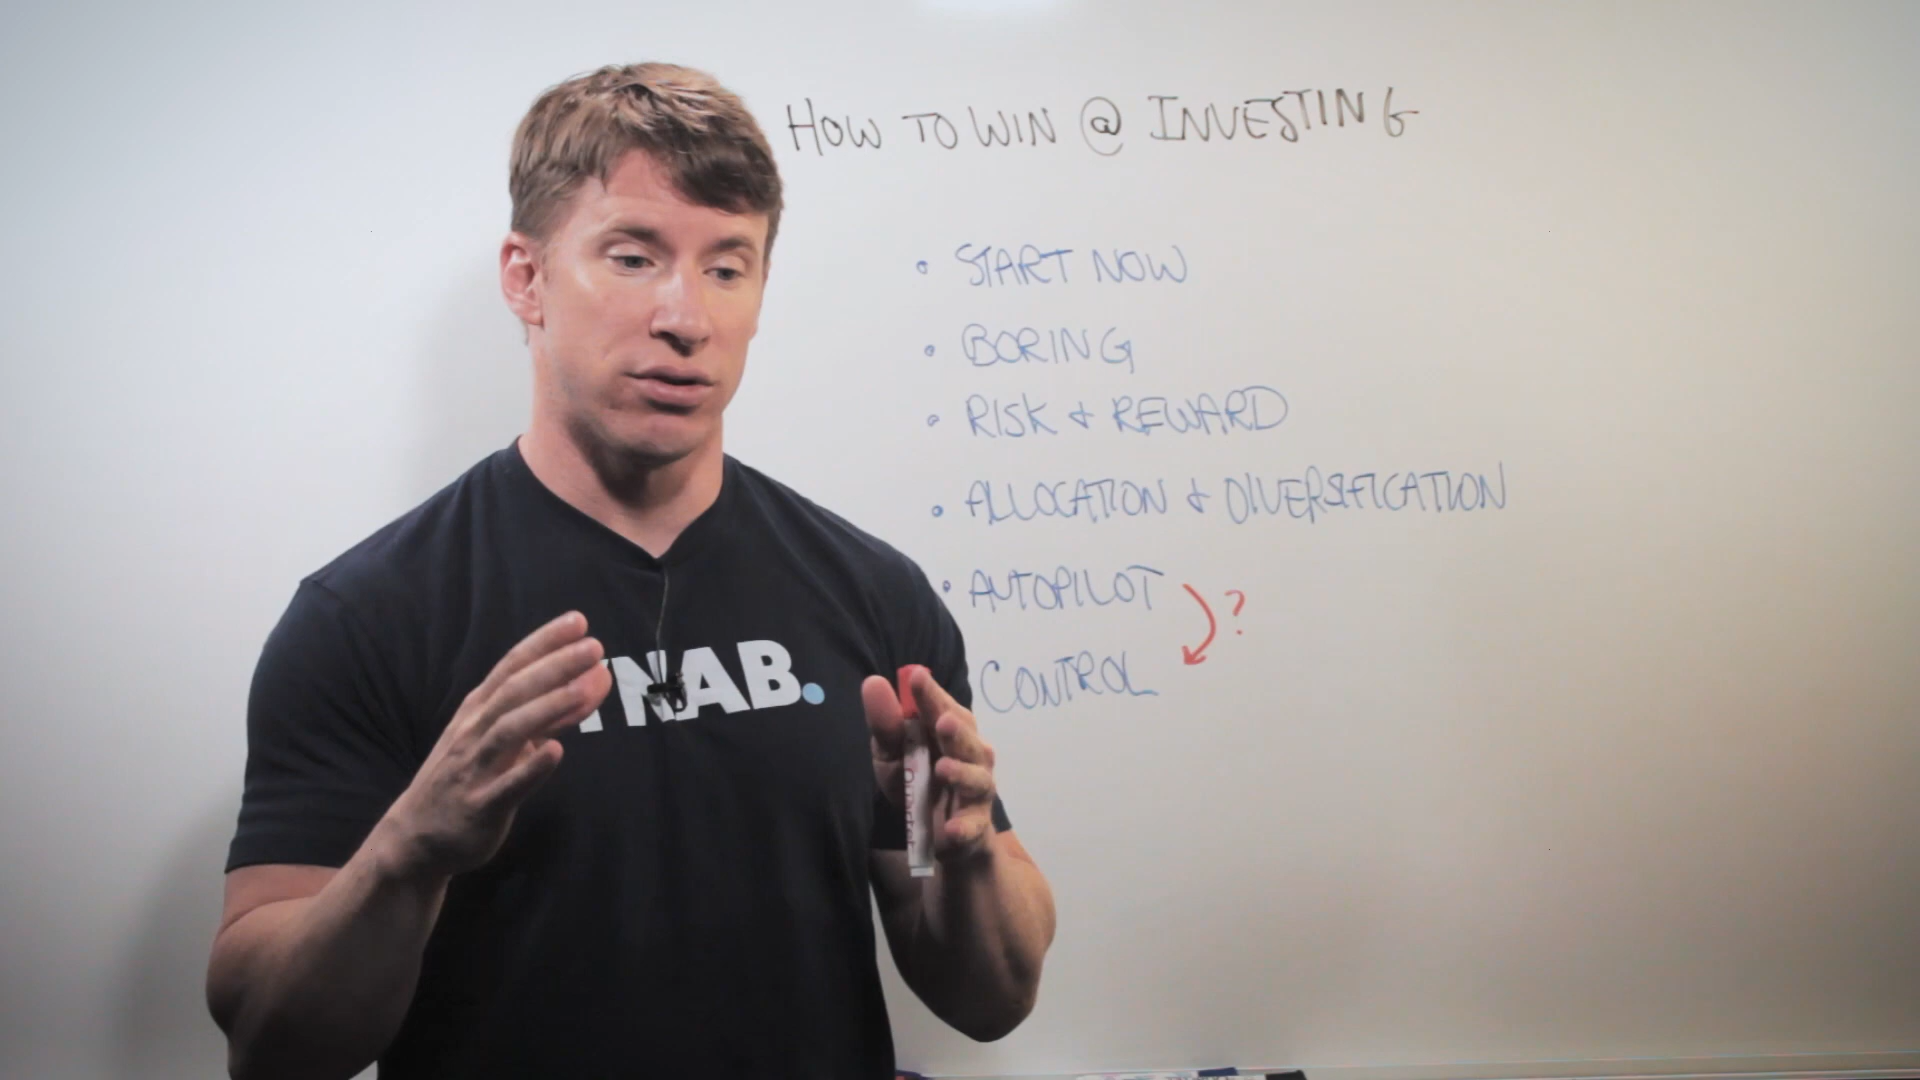 HOW TO WIN @ INVESTING
• START NOW
• BORING
• RISK & REWARD
• ALLOCATION & DIVERSIFICATION
• AUTOPILOT ?
CONTROL
YNAB.